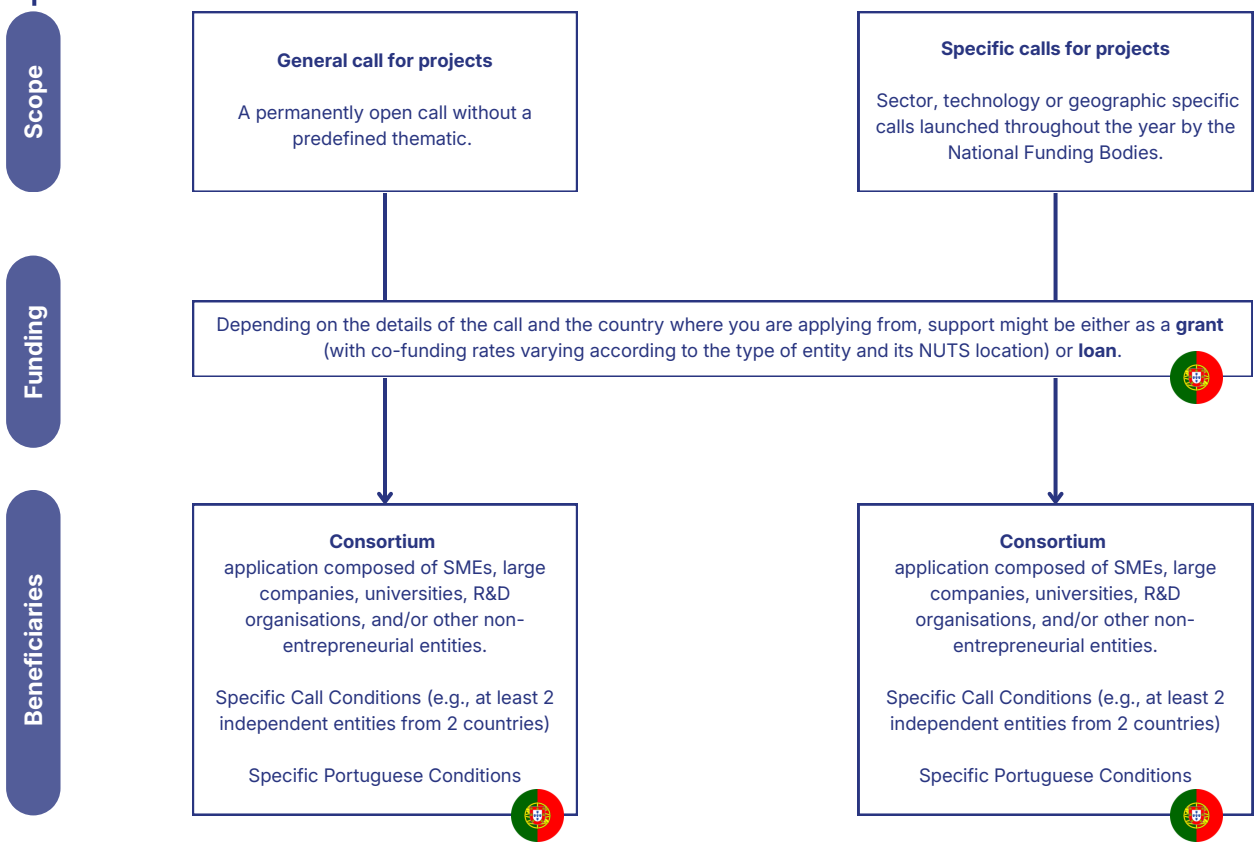 Scope
General call for projects
A permanently open call without a
predefined thematic.
Specific calls for projects
Sector, technology or geographic specific
calls launched throughout the year by the
National Funding Bodies.
Funding
Depending on the details of the call and the country where you are applying from, support might be either as a grant
(with co-funding rates varying according to the type of entity and its NUTS location) or loan.
Beneficiaries
Consortium
application composed of SMEs, large
companies, universities, R&D
organisations, and/or other non-
entrepreneurial entities.
Specific Call Conditions (e.g., at least 2
independent entities from 2 countries)
Specific Portuguese Conditions
Consortium
application composed of SMEs, large
companies, universities, R&D
organisations, and/or other non-
entrepreneurial entities.
Specific Call Conditions (e.g., at least 2
independent entities from 2 countries)
Specific Portuguese Conditions